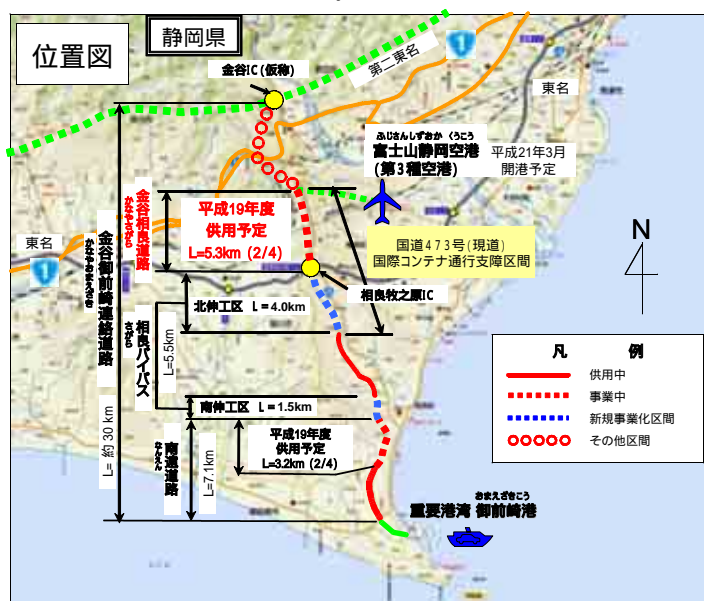 位置図
静岡県
金谷IC(仮称)
第二東名
1
東名
ふじさんしずおか くうこう
富士山静岡空港
(第3種空港)
平成21年3月
開港予定
金谷相良道路
かなやさがら
平成19年度
供用予定
L=5.3km (2/4)
N
東名
1
金谷御前崎連絡道路
かなやおまえざき
L= 約30 km
国道473号(現道)
国際コンテナ通行支障区間
相良牧之原IC
北伸工区 L=4.0km
相良バイパス
さがら
L=5.5km
南伸工区 L=1.5km
平成19年度
供用予定
L=3.2km (2/4)
南遠道路
なんえん
L=7.1km
凡 例
供用中
事業中
新規事業化区間
その他区間
おまえざきこう
重要港湾 御前崎港